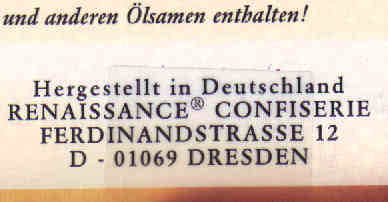 und anderen Ölsamen enthalten!
Hergestellt in Deutschland
RENAISSANCE® CONFISERIE
FERDINANDSTRASSE 12
D - 01069 DRESDEN